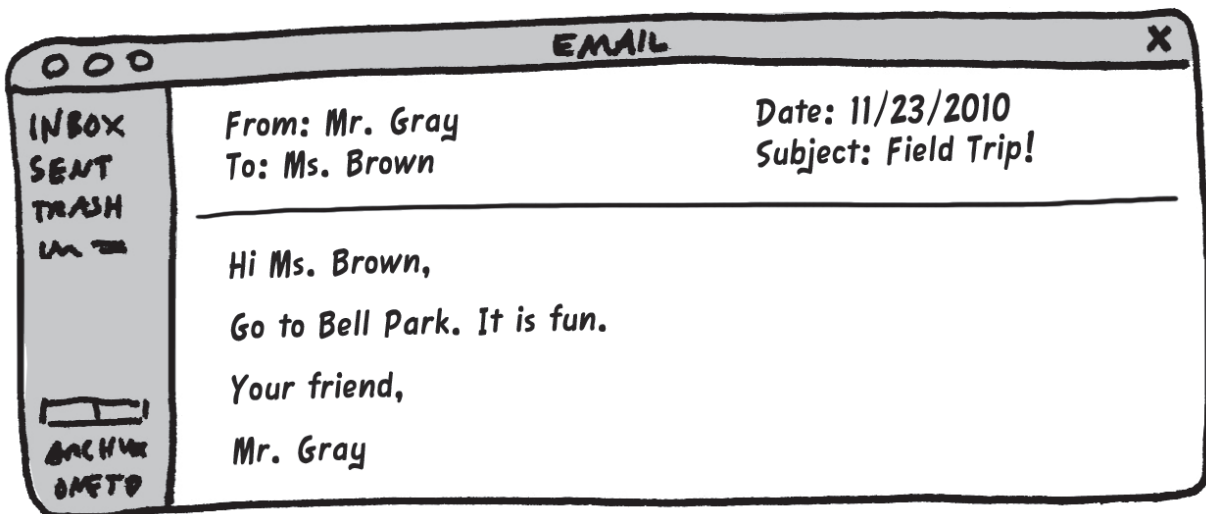 EMAIL X
INBOX
SENT
TRASH
From: Mr. Gray
To: Ms. Brown
Date: 11/23/2010
Subject: Field Trip!
Hi Ms. Brown,
Go to Bell Park. It is fun.
Your friend,
Mr. Gray